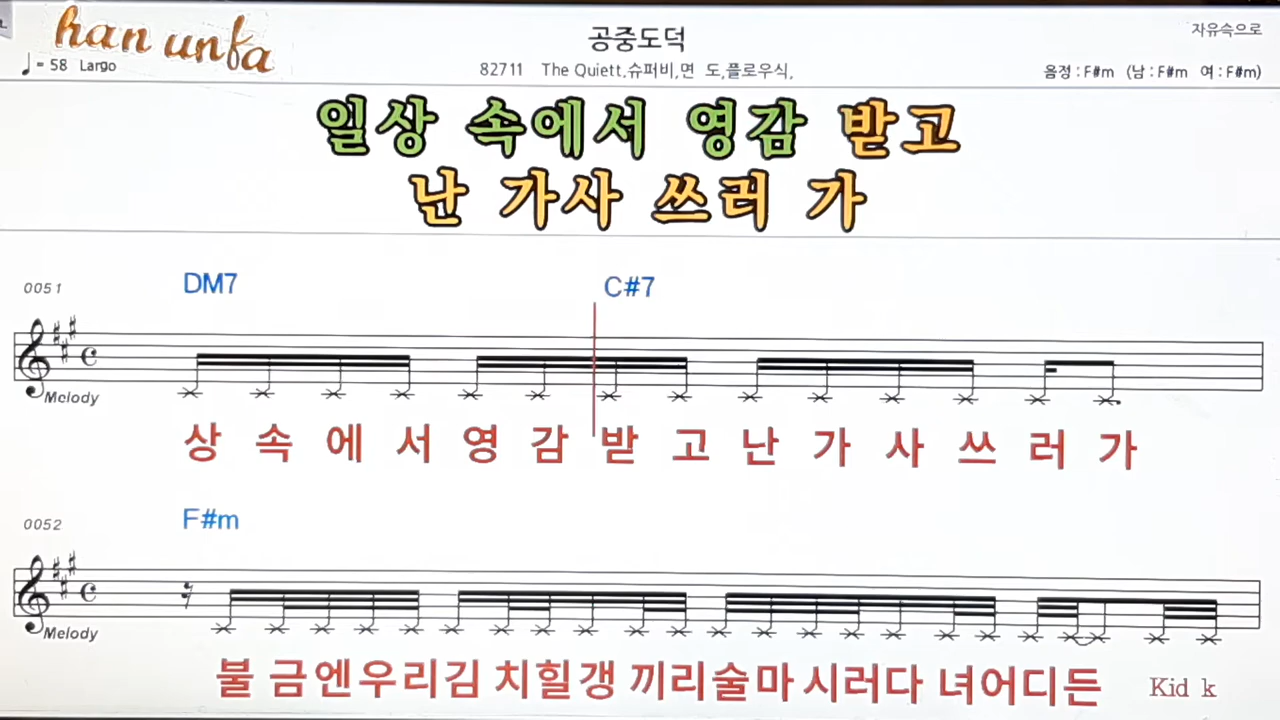 han unfa
공중도덕
자유속으로
♩= 58 Largo
82711 The Quiett,슈퍼비,면 도,플로우식,
음정 : F#m (남 : F#m 여 : F#m)
일상 속에서 영감 받고
난 가사 쓰러 가
0051
DM7 C#7
Melody
상 속 에 서 영 감 받 고 난 가 사 쓰 러 가
0052
F#m
Melody
불 금엔우리김 치힐갱 끼리술마 시러다 녀어디든 Kid k